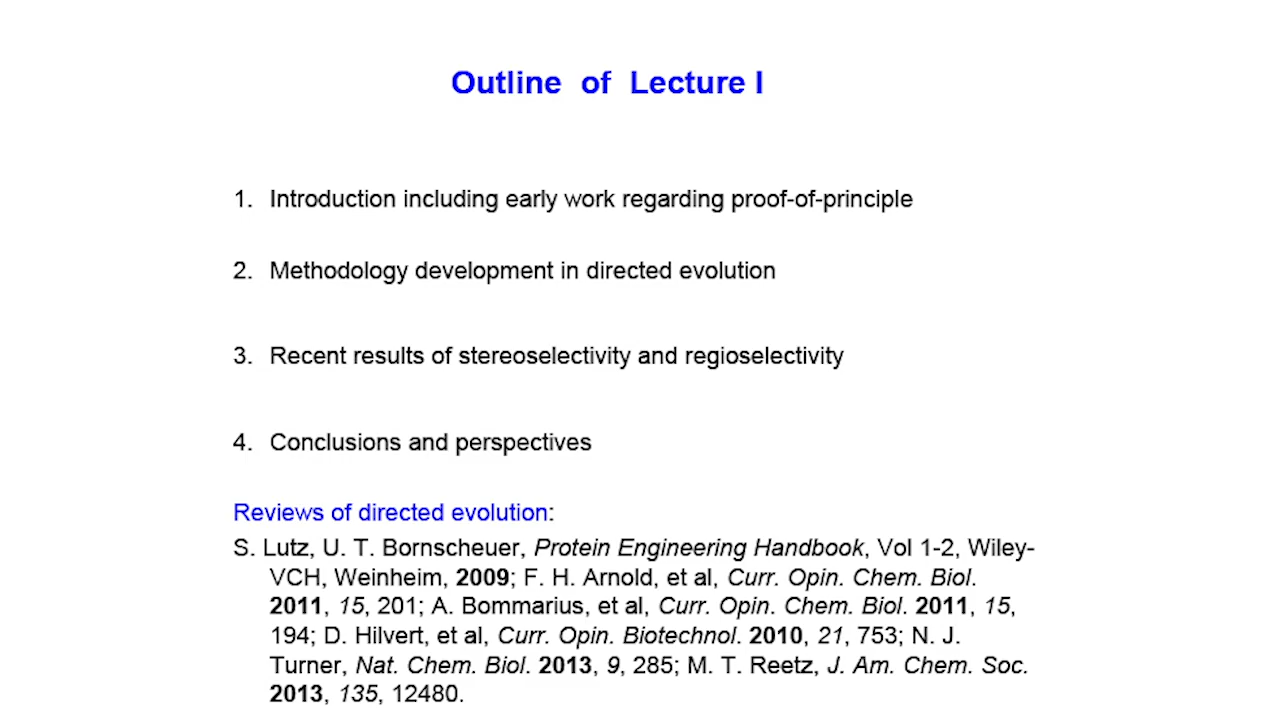 Outline of Lecture I
1. Introduction including early work regarding proof-of-principle
2. Methodology development in directed evolution
3. Recent results of stereoselectivity and regioselectivity
4. Conclusions and perspectives
Reviews of directed evolution:
S. Lutz, U. T. Bornscheuer, Protein Engineering Handbook, Vol 1-2, Wiley-
VCH, Weinheim, 2009; F. H. Arnold, et al, Curr. Opin. Chem. Biol.
2011, 15, 201; A. Bommarius, et al, Curr. Opin. Chem. Biol. 2011, 15,
194; D. Hilvert, et al, Curr. Opin. Biotechnol. 2010, 21, 753; N. J.
Turner, Nat. Chem. Biol. 2013, 9, 285; M. T. Reetz, J. Am. Chem. Soc.
2013, 135, 12480.